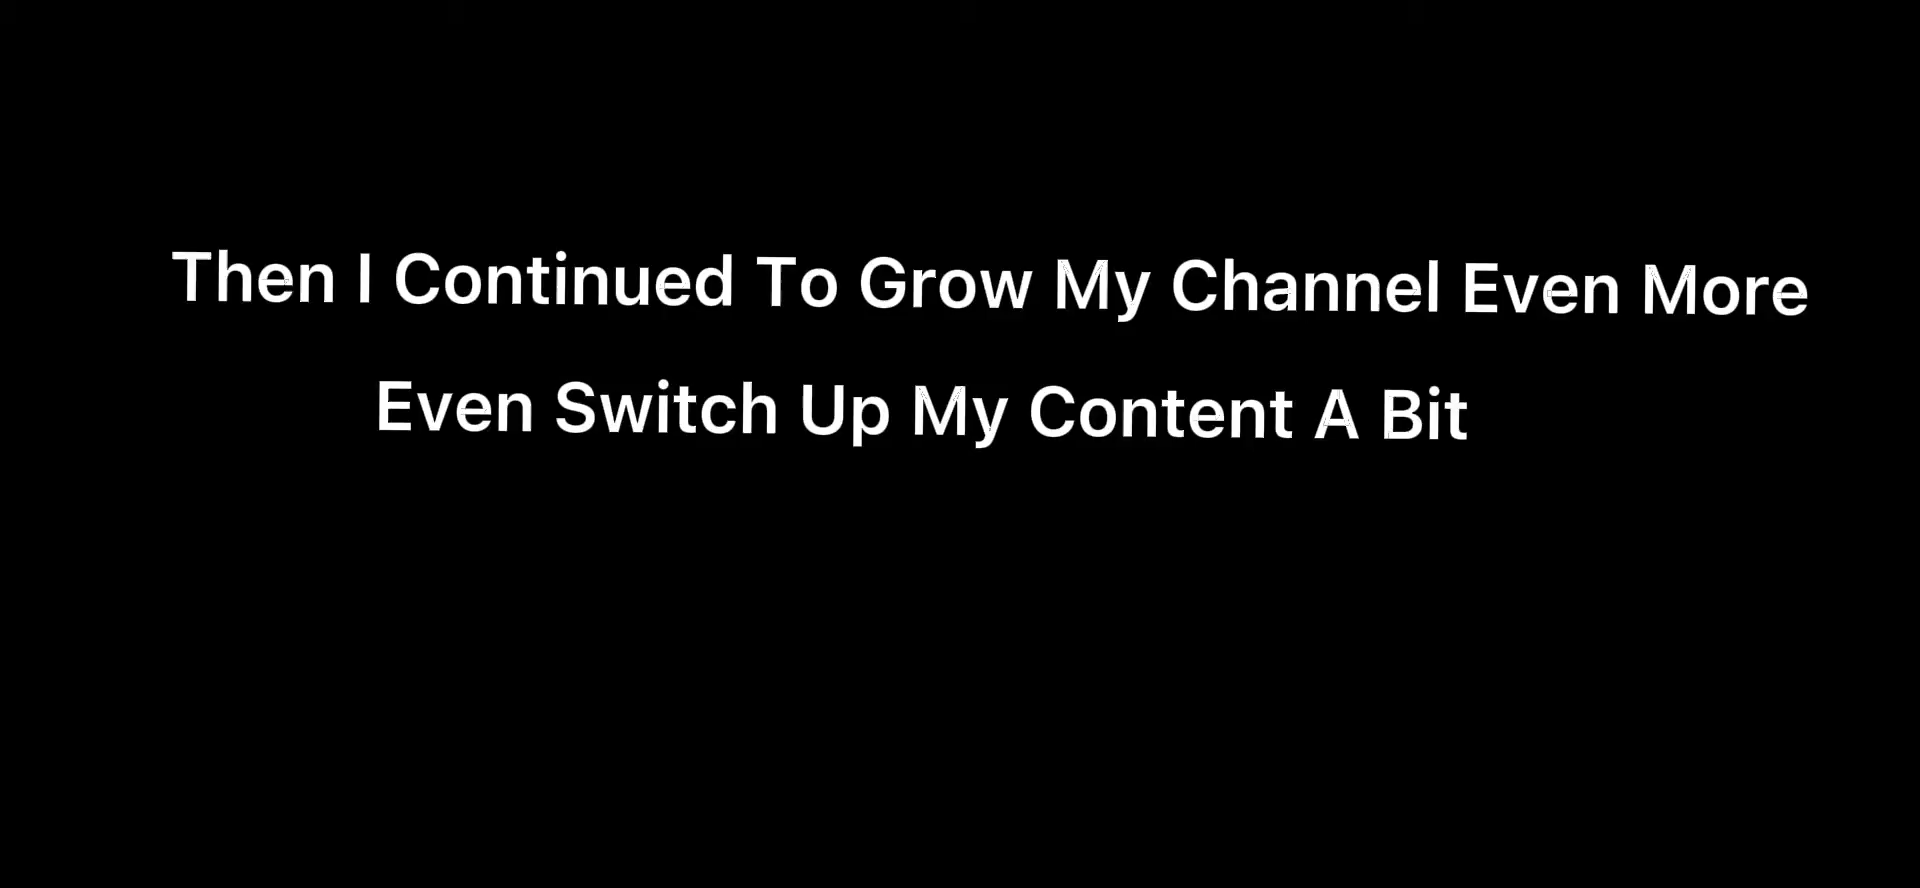 Then I Continued To Grow My Channel Even More
Even Switch Up My Content A Bit